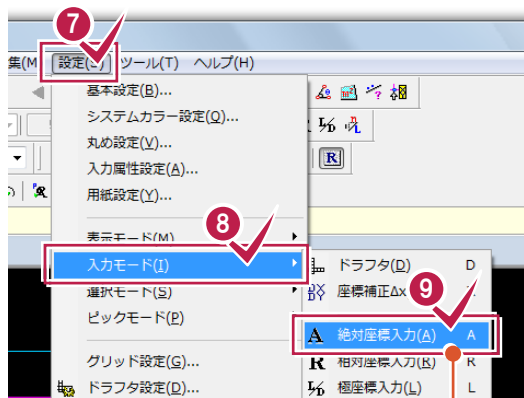 7
集(M 設定( ツール(T) ヘルプ(H)
基本設定(B)...
システムカラー設定(O)...
丸め設定(V)...
入力属性設定(A)...
用紙設定(Y)...
8
表示モード(M)
入力モード(I)
選択モード(S)
ピックモード(P)
グリッド設定(G)...
ドラフタ設定(D)...
ドラフタ(D) D
座標補正Δx
9
A 絶対座標入力(A) A
R 相対座標入力(R) R
L/D 極座標入力(L) L
L/D
R